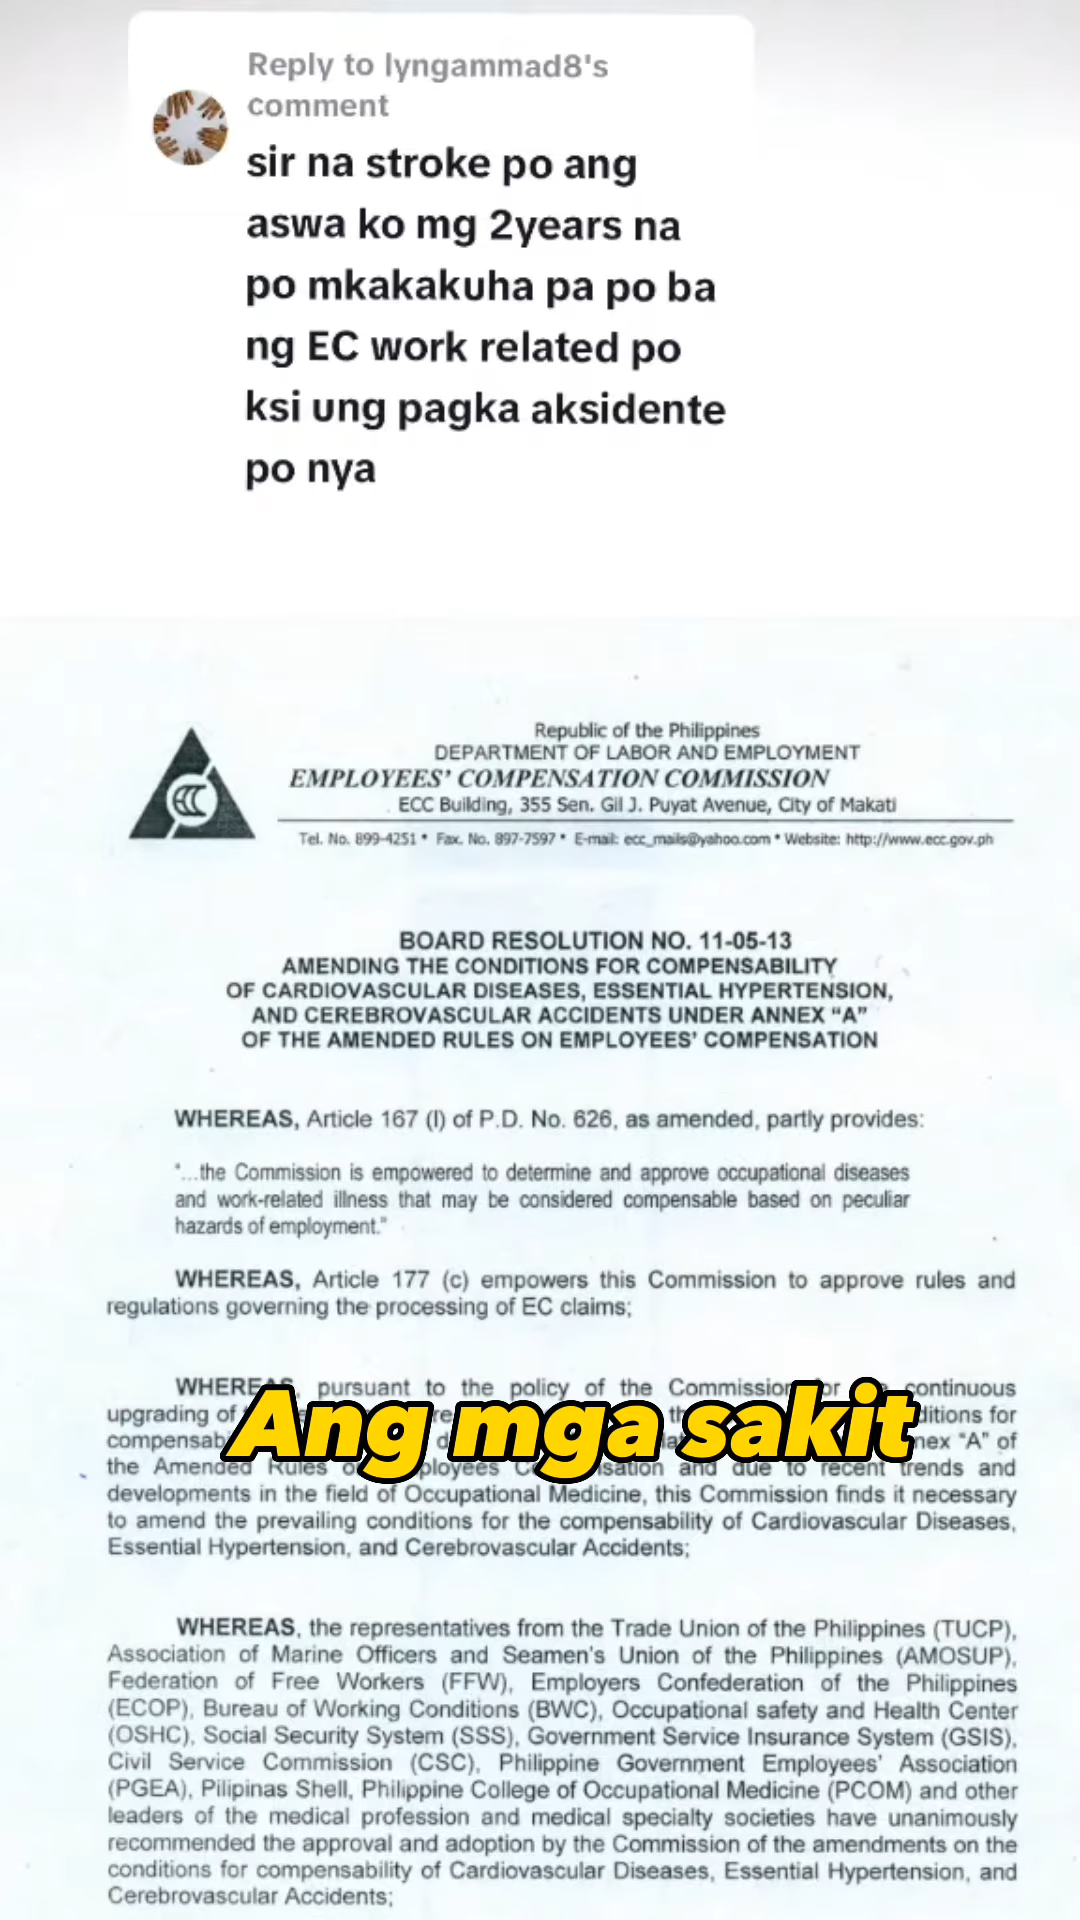 Reply to lyngammad8's
comment
sir na stroke po ang
aswa ko mg 2years na
po mkakakuha pa po ba
ng EC work related po
ksi ung pagka aksidente
po nya
Republic of the Philippines
DEPARTMENT OF LABOR AND EMPLOYMENT
EMPLOYEES' COMPENSATION COMMISSION
ECC Building, 355 Sen. Gil J. Puyat Avenue, City of Makati
Tel. No. 899-4251 • Fax. No. 897-7597 • E-mail: ecc_mails@yahoo.com • Website: http://www.ecc.gov.ph
BOARD RESOLUTION NO. 11-05-13
AMENDING THE CONDITIONS FOR COMPENSABILITY
OF CARDIOVASCULAR DISEASES, ESSENTIAL HYPERTENSION,
AND CEREBROVASCULAR ACCIDENTS UNDER ANNEX "A"
OF THE AMENDED RULES ON EMPLOYEES' COMPENSATION
WHEREAS, Article 167 (l) of P.D. No. 626, as amended, partly provides:
"...the Commission is empowered to determine and approve occupational diseases
and work-related illness that may be considered compensable based on peculiar
hazards of employment."
WHEREAS, Article 177 (c) empowers this Commission to approve rules and
regulations governing the processing of EC claims;
WHEREAS, pursuant to the policy of the Commission continuous
upgrading of
Ang mga sakit
"A" of
the Amended Rules and due to recent trends and
developments in the field of Occupational Medicine, this Commission finds it necessary
to amend the prevailing conditions for the compensability of Cardiovascular Diseases,
Essential Hypertension, and Cerebrovascular Accidents;
WHEREAS, the representatives from the Trade Union of the Philippines (TUCP),
Association of Marine Officers and Seamen's Union of the Philippines (AMOSUP),
Federation of Free Workers (FFW), Employers Confederation of the Philippines
(ECOP), Bureau of Working Conditions (BWC), Occupational safety and Health Center
(OSHC), Social Security System (SSS), Government Service Insurance System (GSIS),
Civil Service Commission (CSC), Philippine Government Employees' Association
(PGEA), Pilipinas Shell, Philippine College of Occupational Medicine (PCOM) and other
leaders of the medical profession and medical specialty societies have unanimously
recommended the approval and adoption by the Commission of the amendments on the
conditions for compensability of Cardiovascular Diseases, Essential Hypertension, and
Cerebrovascular Accidents;